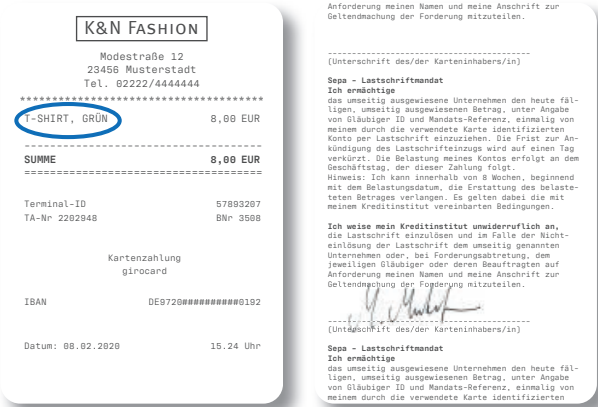 K&N FASHION
Modestraße 12
23456 Musterstadt
Tel. 02222/4444444
************************************
T-SHIRT, GRÜN 8,00 EUR
------------------------------------
SUMME 8,00 EUR
====================================
Terminal-ID 57893207
TA-Nr 2202948 BNr 3508
Kartenzahlung
girocard
IBAN DE9720##########0192
Datum: 08.02.2020 15.24 Uhr
Anforderung meinen Namen und meine Anschrift zur
Geltendmachung der Forderung mitzuteilen.
------------------------------------
(Unterschrift des/der Karteninhabers/in)
Sepa – Lastschriftmandat
Ich ermächtige
das umseitig ausgewiesene Unternehmen den heute fäl-
ligen, umseitig ausgewiesenen Betrag, unter Angabe
von Gläubiger ID und Mandats-Referenz, einmalig von
meinem durch die verwendete Karte identifizierten
Konto per Lastschrift einzuziehen. Die Frist zur An-
kündigung des Lastschrifteinzugs wird auf einen Tag
verkürzt. Die Belastung meines Kontos erfolgt an dem
Geschäftstag, der dieser Zahlung folgt.
Hinweis: Ich kann innerhalb von 8 Wochen, beginnend
mit dem Belastungsdatum, die Erstattung des belaste-
teten Betrages verlangen. Es gelten dabei die mit
meinem Kreditinstitut vereinbarten Bedingungen.
Ich weise mein Kreditinstitut unwiderruflich an,
die Lastschrift einzulösen und im Falle der Nicht-
einlösung der Lastschrift dem umseitig genannten
Unternehmen oder, bei Forderungsabtretung, dem
jeweiligen Gläubiger oder deren Beauftragten auf
Anforderung meinen Namen und meine Anschrift zur
Geltendmachung der Forderung mitzuteilen.
------------------------------------
(Unterschrift des/der Karteninhabers/in)
Sepa – Lastschriftmandat
Ich ermächtige
das umseitig ausgewiesene Unternehmen den heute fäl-
ligen, umseitig ausgewiesenen Betrag, unter Angabe
von Gläubiger ID und Mandats-Referenz, einmalig von
meinem durch die verwendete Karte identifizierten